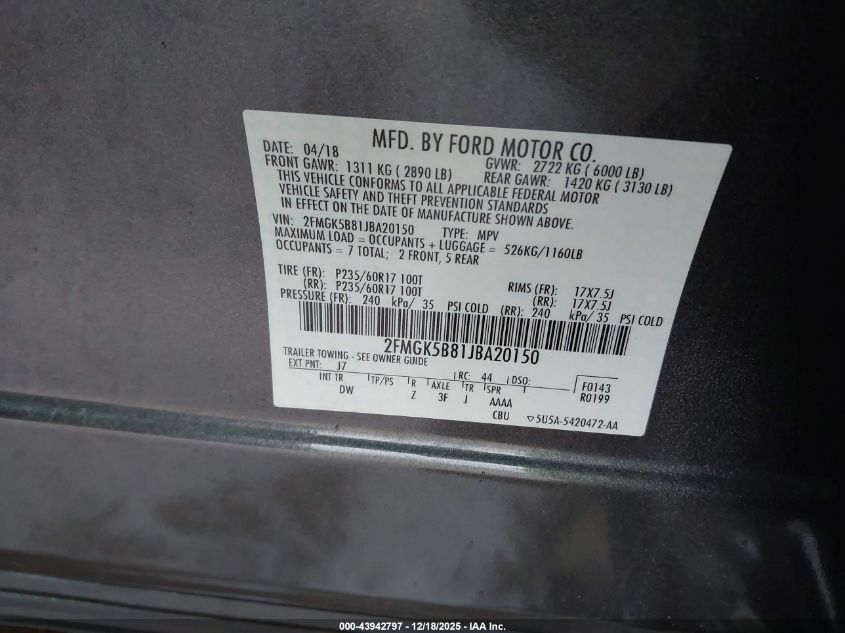 MFD. BY FORD MOTOR CO.
DATE: 04/18 GVWR: 2722 KG ( 6000 LB)
FRONT GAWR: 1311 KG ( 2890 LB) REAR GAWR: 1420 KG ( 3130 LB)
THIS VEHICLE CONFORMS TO ALL APPLICABLE FEDERAL MOTOR
VEHICLE SAFETY AND THEFT PREVENTION STANDARDS
IN EFFECT ON THE DATE OF MANUFACTURE SHOWN ABOVE.
VIN: 2FMGK5B81JBA20150 TYPE: MPV
MAXIMUM LOAD = OCCUPANTS + LUGGAGE = 526KG/1160LB
OCCUPANTS = 7 TOTAL; 2 FRONT, 5 REAR
TIRE (FR): P235/60R17 100T RIMS (FR): 17X7.5J
(RR): P235/60R17 100T (RR): 17X7.5J
PRESSURE (FR): 240 kPa/ 35 PSI COLD (RR): 240 kPa/ 35 PSI COLD
2FMGK5B81JBA20150
TRAILER TOWING - SEE OWNER GUIDE
EXT PNT: J7 RC: 44 DSO: F0143
INT TR TP/PS R AXLE TR SPR R0199
DW Z 3F J AAAA
CBU ▽5U5A-5420472-AA
000-43942797 - 12/18/2025 - IAA Inc.